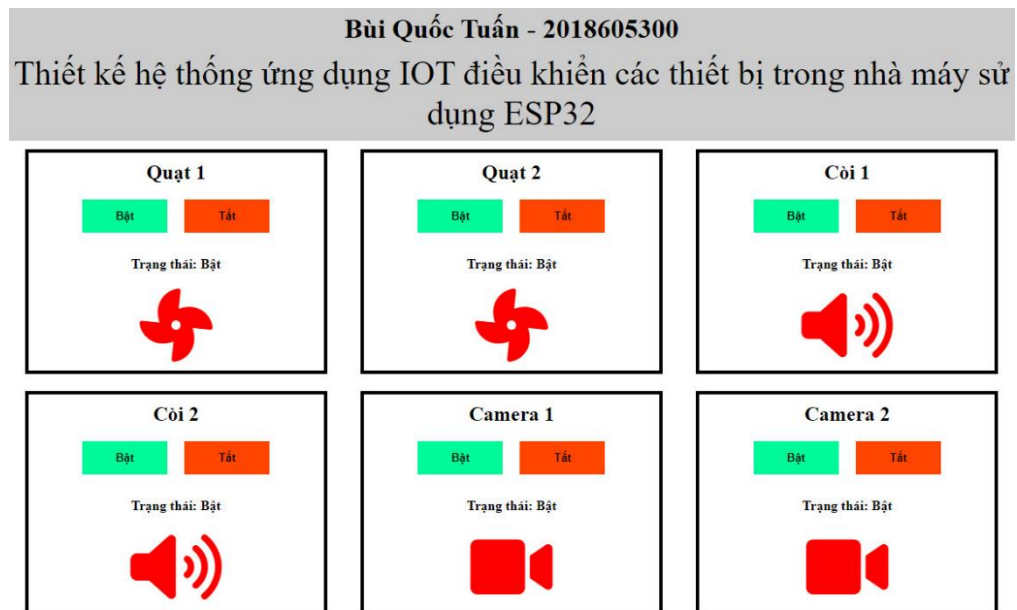 Bùi Quốc Tuấn - 2018605300
Thiết kế hệ thống ứng dụng IOT điều khiển các thiết bị trong nhà máy sử
dụng ESP32
Quạt 1
Bật Tắt
Trạng thái: Bật
Quạt 2
Bật Tắt
Trạng thái: Bật
Còi 1
Bật Tắt
Trạng thái: Bật
Còi 2
Bật Tắt
Trạng thái: Bật
Camera 1
Bật Tắt
Trạng thái: Bật
Camera 2
Bật Tắt
Trạng thái: Bật